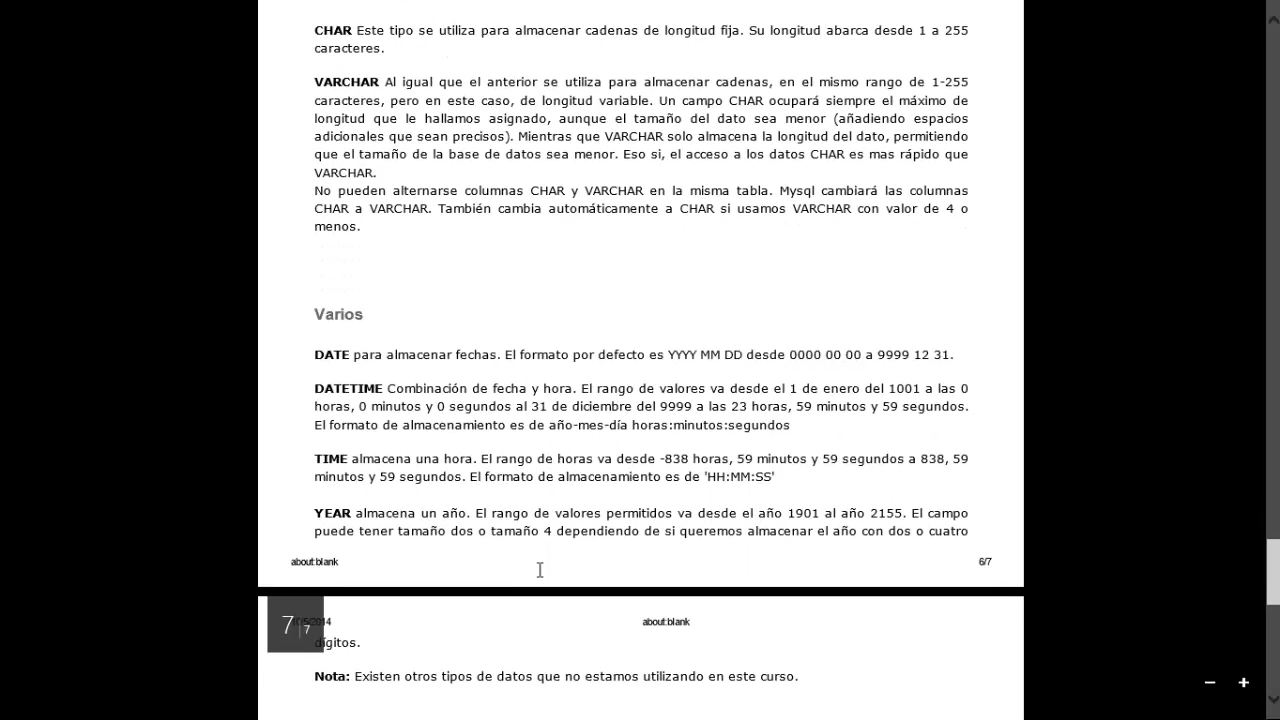 CHAR Este tipo se utiliza para almacenar cadenas de longitud fija. Su longitud abarca desde 1 a 255
caracteres.
VARCHAR Al igual que el anterior se utiliza para almacenar cadenas, en el mismo rango de 1-255
caracteres, pero en este caso, de longitud variable. Un campo CHAR ocupará siempre el máximo de
longitud que le hallamos asignado, aunque el tamaño del dato sea menor (añadiendo espacios
adicionales que sean precisos). Mientras que VARCHAR solo almacena la longitud del dato, permitiendo
que el tamaño de la base de datos sea menor. Eso si, el acceso a los datos CHAR es mas rápido que
VARCHAR.
No pueden alternarse columnas CHAR y VARCHAR en la misma tabla. Mysql cambiará las columnas
CHAR a VARCHAR. También cambia automáticamente a CHAR si usamos VARCHAR con valor de 4 o
menos.
Varios
DATE para almacenar fechas. El formato por defecto es YYYY MM DD desde 0000 00 00 a 9999 12 31.
DATETIME Combinación de fecha y hora. El rango de valores va desde el 1 de enero del 1001 a las 0
horas, 0 minutos y 0 segundos al 31 de diciembre del 9999 a las 23 horas, 59 minutos y 59 segundos.
El formato de almacenamiento es de año-mes-día horas:minutos:segundos
TIME almacena una hora. El rango de horas va desde -838 horas, 59 minutos y 59 segundos a 838, 59
minutos y 59 segundos. El formato de almacenamiento es de 'HH:MM:SS'
YEAR almacena un año. El rango de valores permitidos va desde el año 1901 al año 2155. El campo
puede tener tamaño dos o tamaño 4 dependiendo de si queremos almacenar el año con dos o cuatro
about:blank 6/7
7 7 about:blank
dígitos.
Nota: Existen otros tipos de datos que no estamos utilizando en este curso.